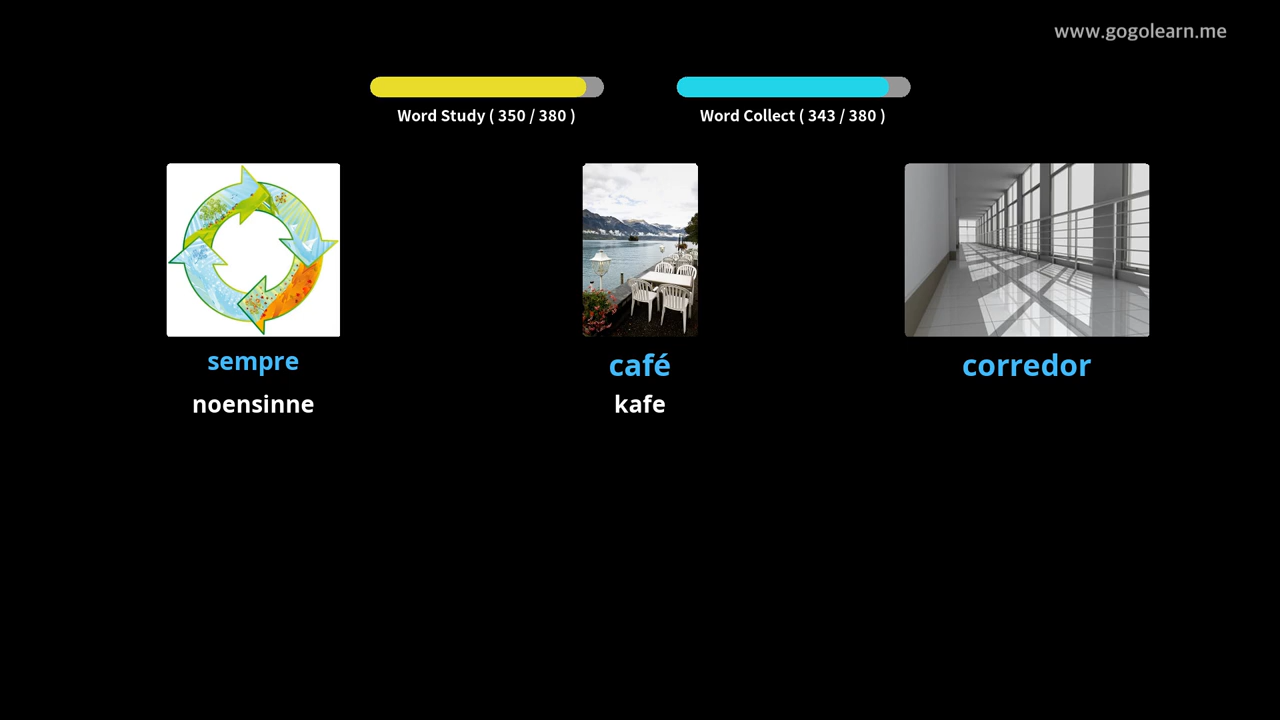 www.gogolearn.me
Word Study ( 350 / 380 )
Word Collect ( 343 / 380 )
sempre
café
corredor
noensinne
kafe